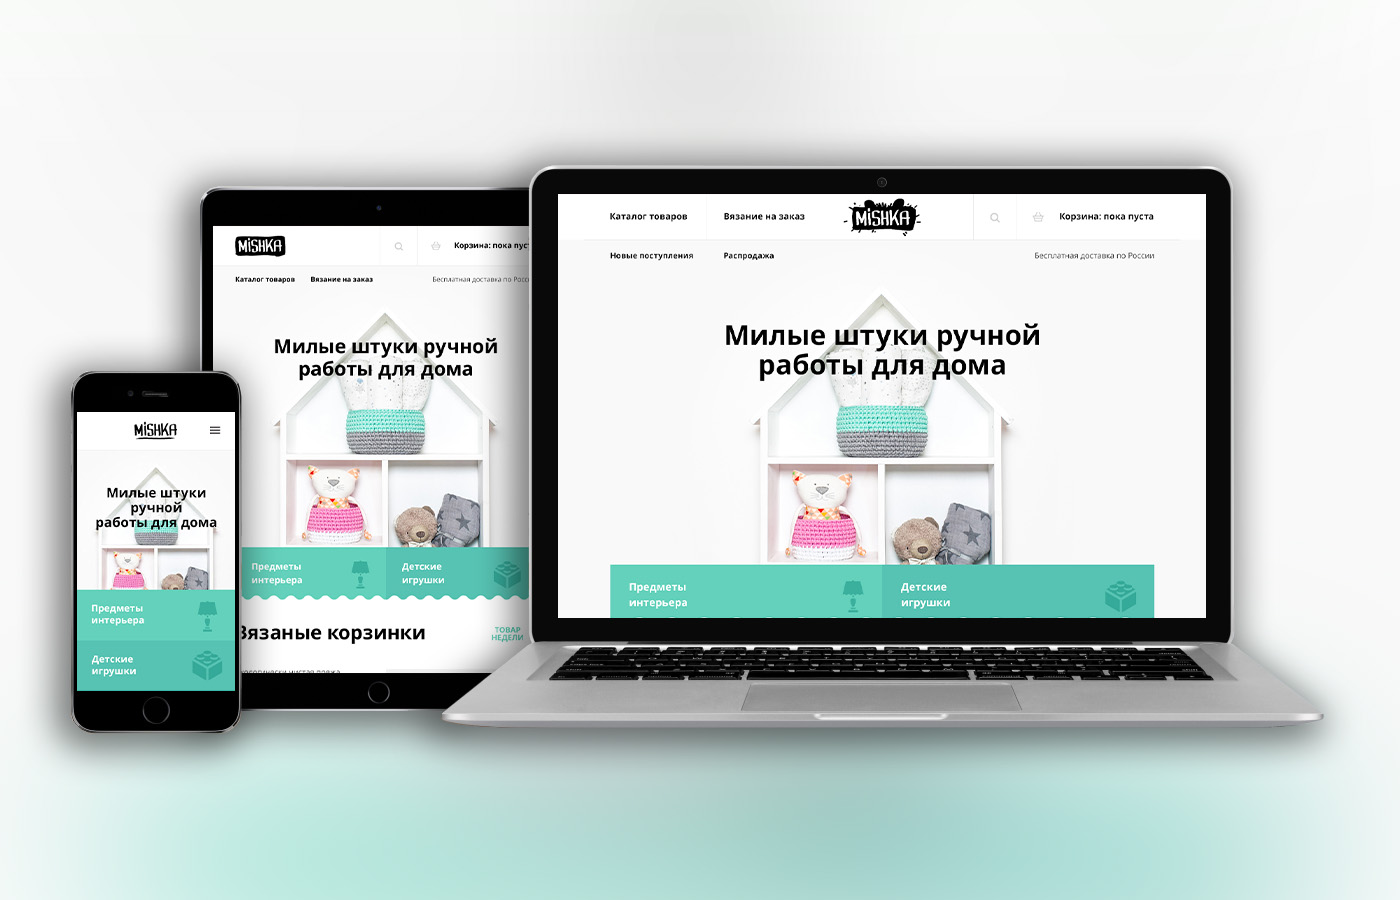 MiSHKA
Милые штуки
ручной
работы для дома
Предметы
интерьера
Детские
игрушки
MiSHKA
Корзина: пока
Каталог товаров
Вязание на заказ
Бесплатная доставка по
Милые штуки ручной
работы для дома
Предметы
интерьера
Детские
игрушки
Вязаные корзинки
ТОВАР
НЕДЕЛИ
чистая пряжа
Каталог товаров
Вязание на заказ
MiSHKA
Корзина: пока пуста
Новые поступления
Распродажа
Бесплатная доставка по России
Милые штуки ручной
работы для дома
Предметы
интерьера
Детские
игрушки